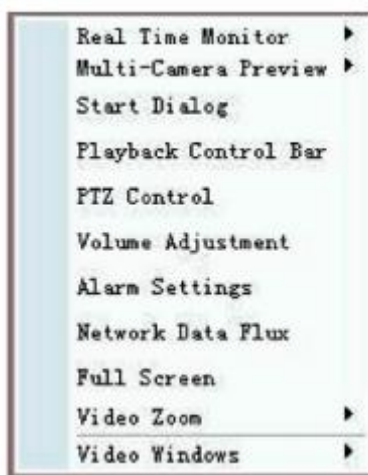 Real Time Monitor
Multi-Camera Preview
Start Dialog
Playback Control Bar
PTZ Control
Volume Adjustment
Alarm Settings
Network Data Flux
Full Screen
Video Zoom
Video Windows